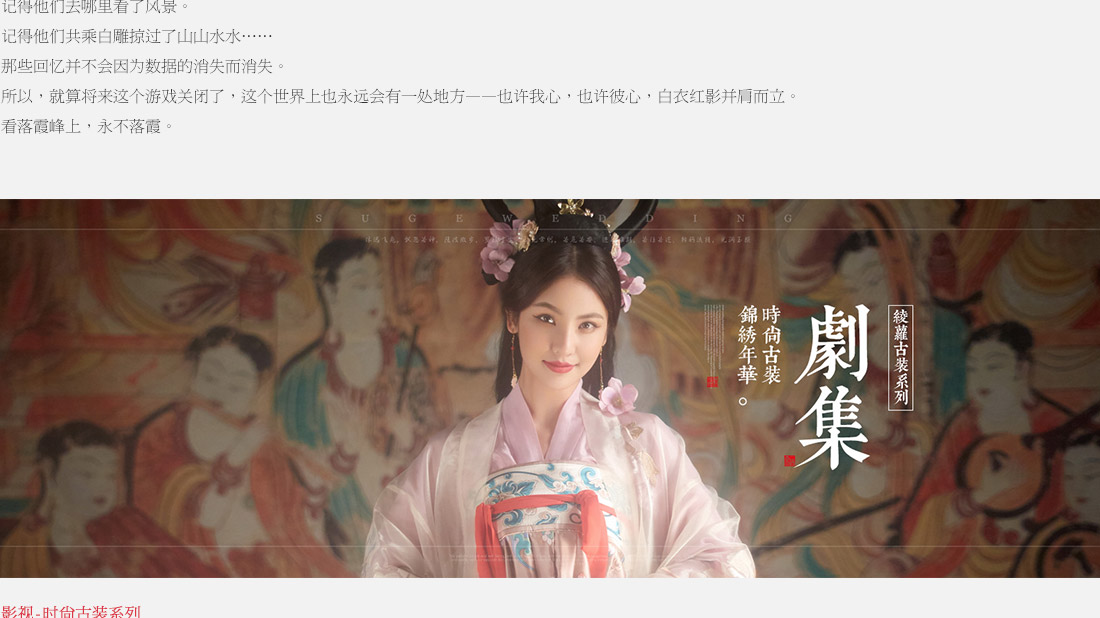 记得他们去哪里看了风景。
记得他们共乘白雕掠过了山山水水······
那些回忆并不会因为数据的消失而消失。
所以，就算将来这个游戏关闭了，这个世界上也永远会有一处地方——也许我心，也许彼心，白衣红影并肩而立。
看落霞峰上，永不落霞。
SUGEWEDDING
綾蘿古裝系列
劇集
時尙古裝
錦綉年華。
影视-时尚古装系列